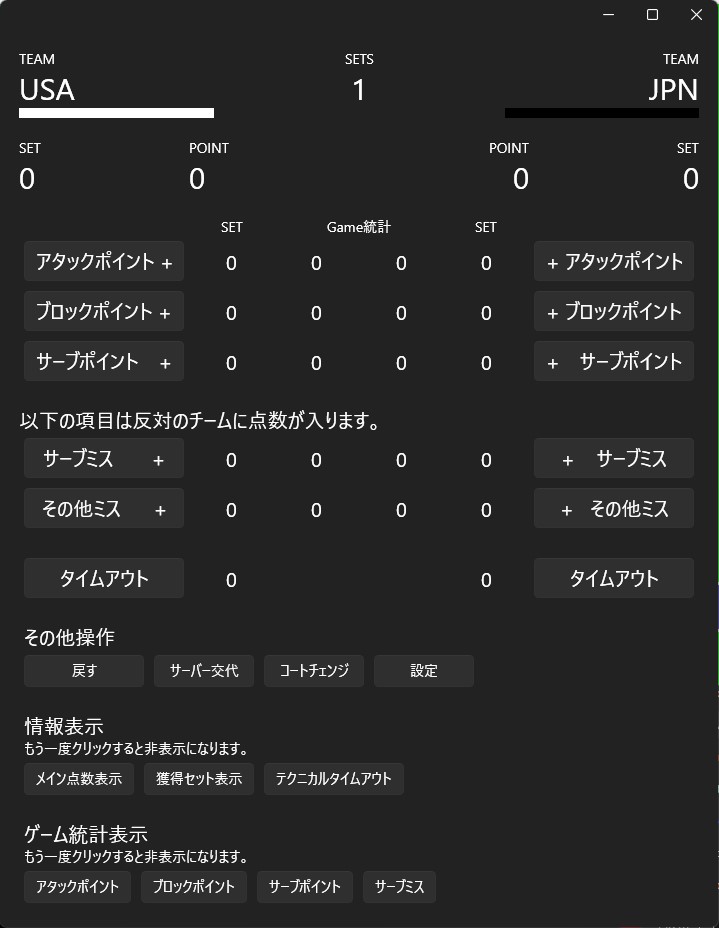 TEAM SETS TEAM
USA 1 JPN
SET POINT POINT SET
0 0 0 0
SET Game統計 SET
アタックポイント + 0 0 0 0 + アタックポイント
ブロックポイント + 0 0 0 0 + ブロックポイント
サーブポイント + 0 0 0 0 + サーブポイント
以下の項目は反対のチームに点数が入ります。
サーブミス + 0 0 0 0 + サーブミス
その他ミス + 0 0 0 0 + その他ミス
タイムアウト 0 0 タイムアウト
その他操作
戻す サーバー交代 コートチェンジ 設定
情報表示
もう一度クリックすると非表示になります。
メイン点数表示 獲得セット表示 テクニカルタイムアウト
ゲーム統計表示
もう一度クリックすると非表示になります。
アタックポイント ブロックポイント サーブポイント サーブミス